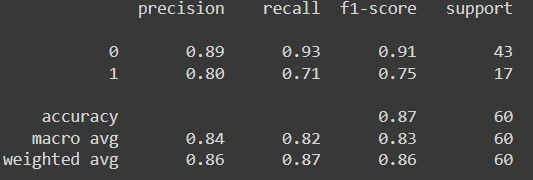 precision recall f1-score support
0 0.89 0.93 0.91 43
1 0.80 0.71 0.75 17
accuracy 0.87 60
macro avg 0.84 0.82 0.83 60
weighted avg 0.86 0.87 0.86 60